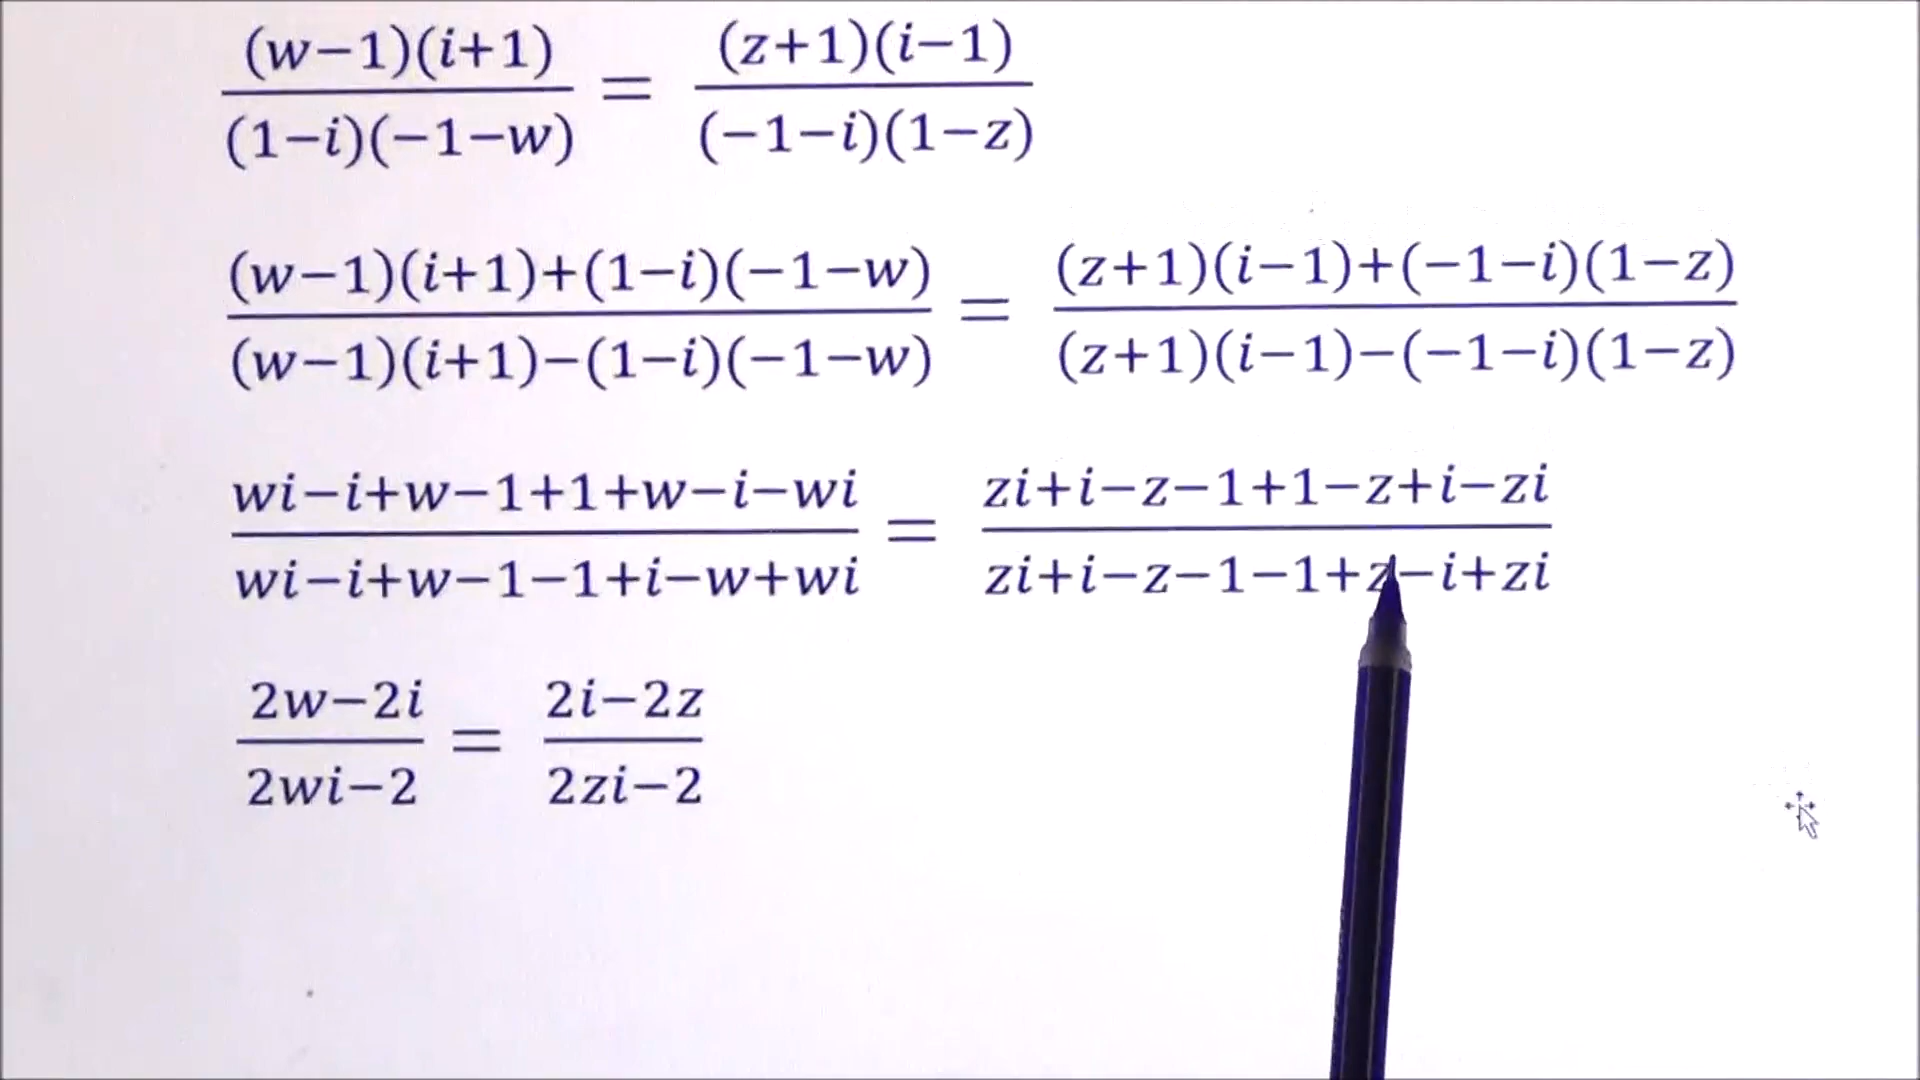 (w−1)(i+1)/(1−i)(−1−w) = (z+1)(i−1)/(−1−i)(1−z)
(w−1)(i+1)+(1−i)(−1−w)/(w−1)(i+1)−(1−i)(−1−w) = (z+1)(i−1)+(−1−i)(1−z)/(z+1)(i−1)−(−1−i)(1−z)
wi−i+w−1+1+w−i−wi/wi−i+w−1−1+i−w+wi = zi+i−z−1+1−z+i−zi/zi+i−z−1−1+z−i+zi
2w−2i/2wi−2 = 2i−2z/2zi−2